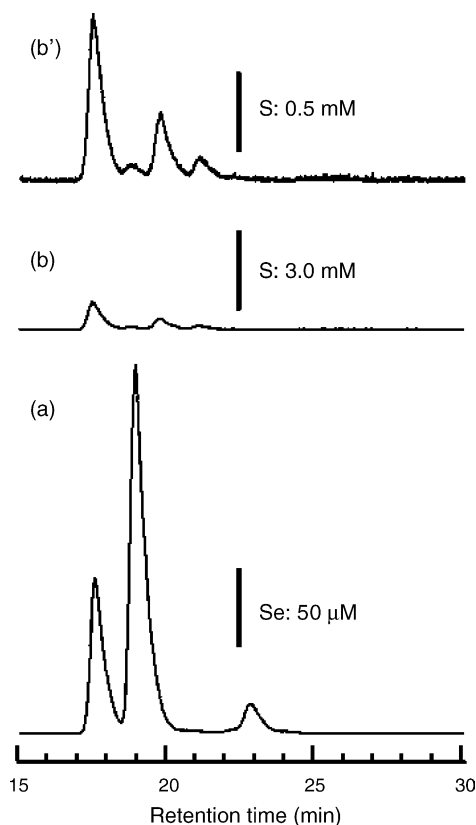 (b')
S: 0.5 mM
(b)
S: 3.0 mM
(a)
Se: 50 μM
15 20 25 30
Retention time (min)